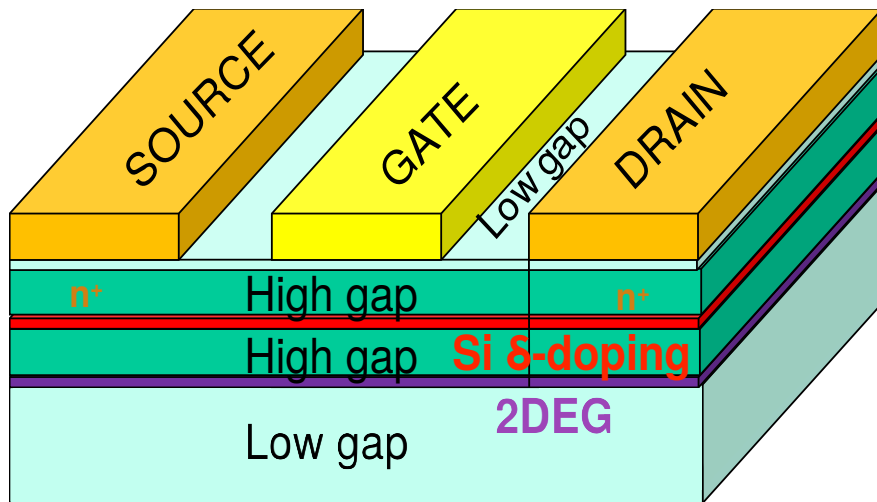 SOURCE
GATE
DRAIN
Low gap
n⁺
High gap
n⁺
High gap
Si δ-doping
2DEG
Low gap